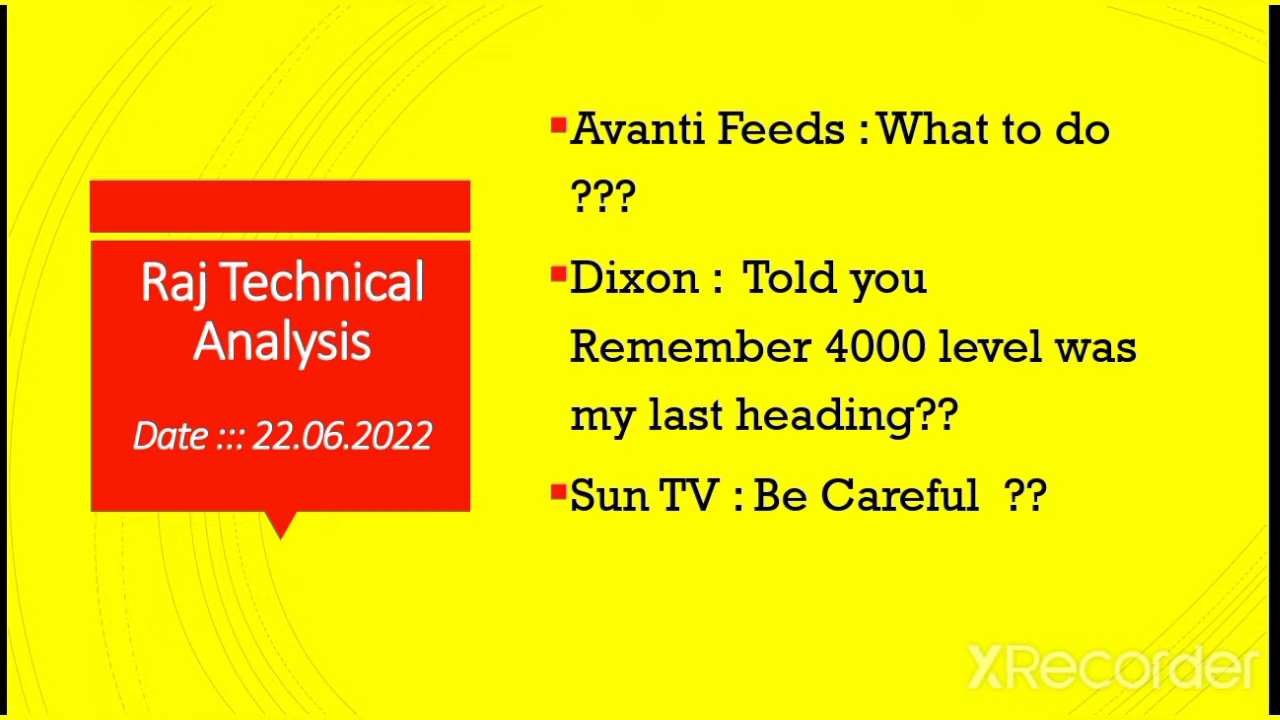 Raj Technical
Analysis
Date ::: 22.06.2022
Avanti Feeds : What to do
???
Dixon : Told you
Remember 4000 level was
my last heading??
Sun TV : Be Careful ??
XRecorder